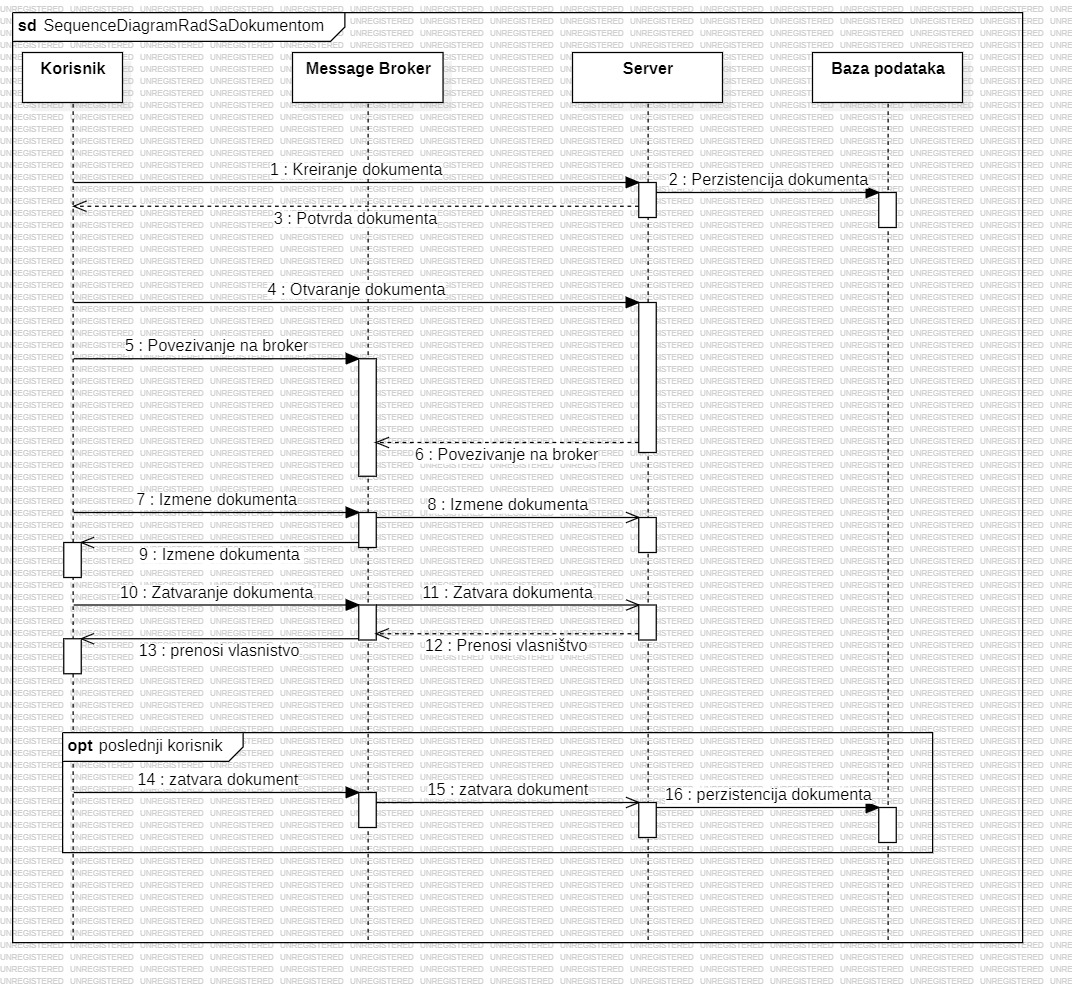 sd SequenceDiagramRadSaDokumentom
Korisnik
Message Broker
Server
Baza podataka
1 : Kreiranje dokumenta
2 : Perzistencija dokumenta
3 : Potvrda dokumenta
4 : Otvaranje dokumenta
5 : Povezivanje na broker
6 : Povezivanje na broker
7 : Izmene dokumenta
8 : Izmene dokumenta
9 : Izmene dokumenta
10 : Zatvaranje dokumenta
11 : Zatvara dokumenta
12 : Prenosi vlasništvo
13 : prenosi vlasnistvo
opt poslednji korisnik
14 : zatvara dokument
15 : zatvara dokument
16 : perzistencija dokumenta
UNREGISTERED